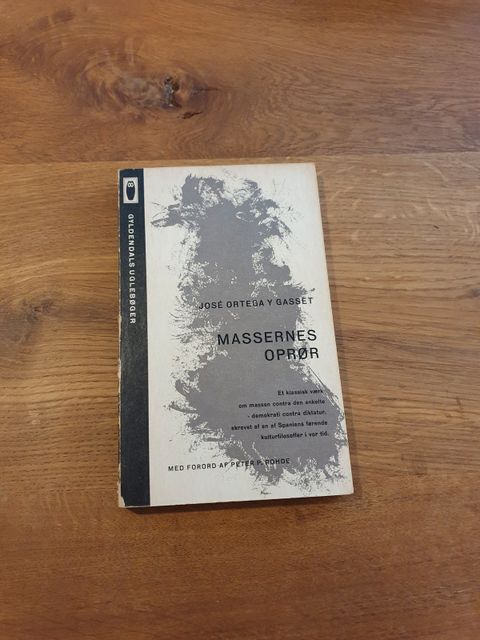 GYLDENDALS UGLEBØGER
JOSÉ ORTEGA Y GASSET
MASSERNES
OPRØR
Et klassisk værk
om massen contra den enkelte
- demokrati contra diktatur,
skrevet af en af Spaniens førende
kulturfilosoffer i vor tid.
MED FORORD AF PETER P. ROHDE